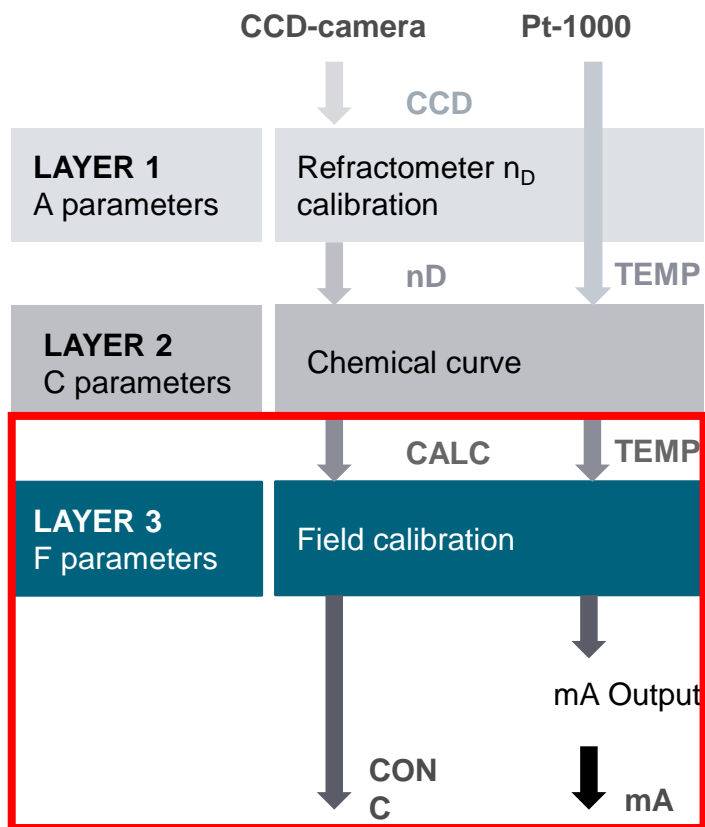 CCD-camera
Pt-1000
CCD
LAYER 1
A parameters
Refractometer nD
calibration
nD
TEMP
LAYER 2
C parameters
Chemical curve
CALC
TEMP
LAYER 3
F parameters
Field calibration
mA Output
CON
C
mA